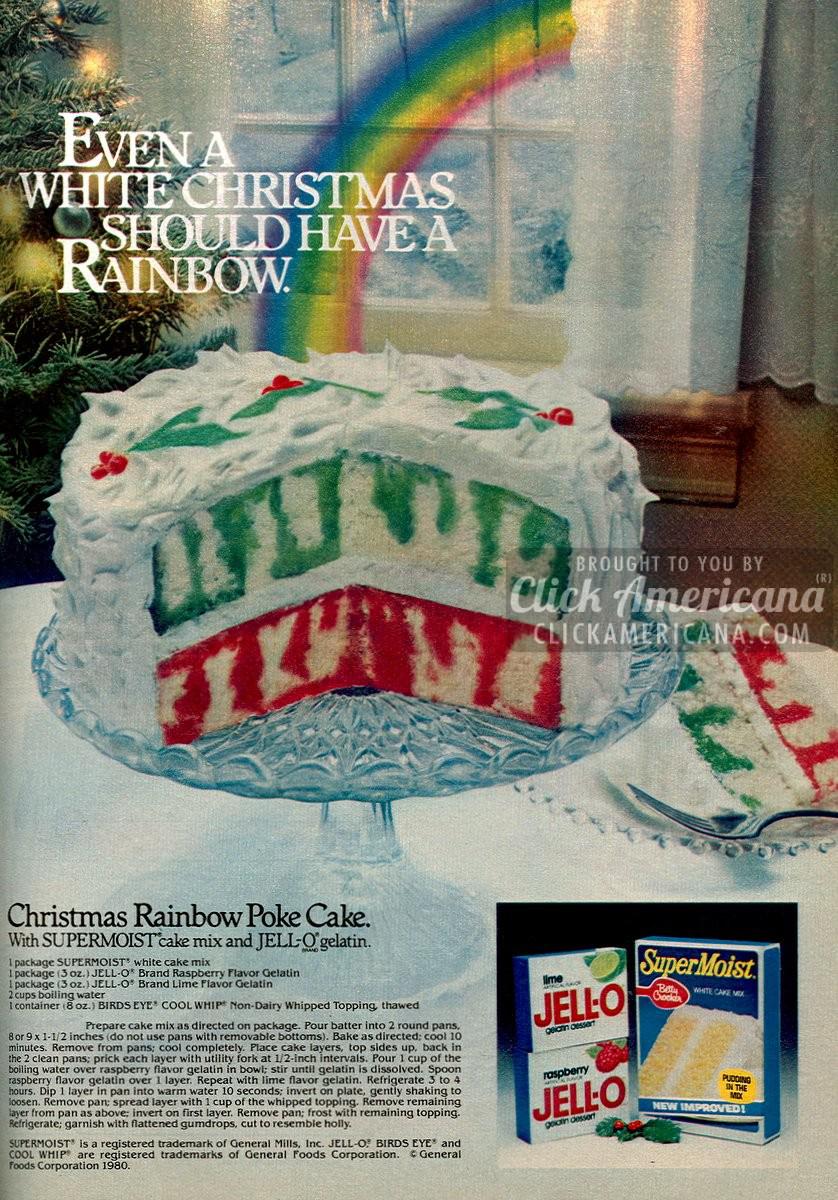 EVEN A
WHITE CHRISTMAS
SHOULD HAVE A
RAINBOW.
BROUGHT TO YOU BY
Click Americana (R)
CLICKAMERICANA.COM
Christmas Rainbow Poke Cake.
With SUPERMOIST® cake mix and JELL-O® BRAND gelatin.
1 package SUPERMOIST® white cake mix
1 package (3 oz.) JELL-O® Brand Raspberry Flavor Gelatin
1 package (3 oz.) JELL-O® Brand Lime Flavor Gelatin
2 cups boiling water
1 container (8 oz.) BIRDS EYE® COOL WHIP® Non-Dairy Whipped Topping, thawed
Prepare cake mix as directed on package. Pour batter into 2 round pans,
8 or 9 x 1-1/2 inches (do not use pans with removable bottoms). Bake as directed; cool 10
minutes. Remove from pans; cool completely. Place cake layers, top sides up, back in
the 2 clean pans; prick each layer with utility fork at 1/2-inch intervals. Pour 1 cup of the
boiling water over raspberry flavor gelatin in bowl; stir until gelatin is dissolved. Spoon
raspberry flavor gelatin over 1 layer. Repeat with lime flavor gelatin. Refrigerate 3 to 4
hours. Dip 1 layer in pan into warm water 10 seconds; invert on plate, gently shaking to
loosen. Remove pan; spread layer with 1 cup of the whipped topping. Remove remaining
layer from pan as above; invert on first layer. Remove pan; frost with remaining topping.
Refrigerate; garnish with flattened gumdrops, cut to resemble holly.
SUPERMOIST® is a registered trademark of General Mills, Inc. JELL-O®, BIRDS EYE® and
COOL WHIP® are registered trademarks of General Foods Corporation. © General
Foods Corporation 1980.
lime
ARTIFICIAL FLAVOR
JELL-O
gelatin dessert
raspberry
ARTIFICIAL FLAVOR
JELL-O
gelatin dessert
SuperMoist.
Betty
Crocker
WHITE CAKE MIX
PUDDING
IN THE
MIX
NEW IMPROVED!